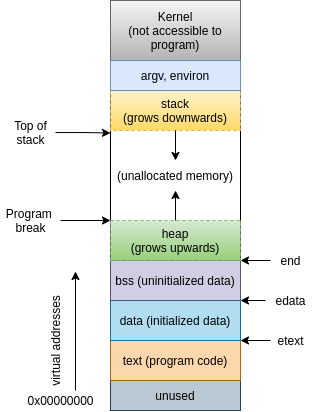 Kernel
(not accessible to
program)
argv, environ
stack
(grows downwards)
Top of
stack
(unallocated memory)
Program
break
heap
(grows upwards)
end
bss (uninitialized data)
edata
data (initialized data)
etext
text (program code)
virtual addresses
0x00000000
unused